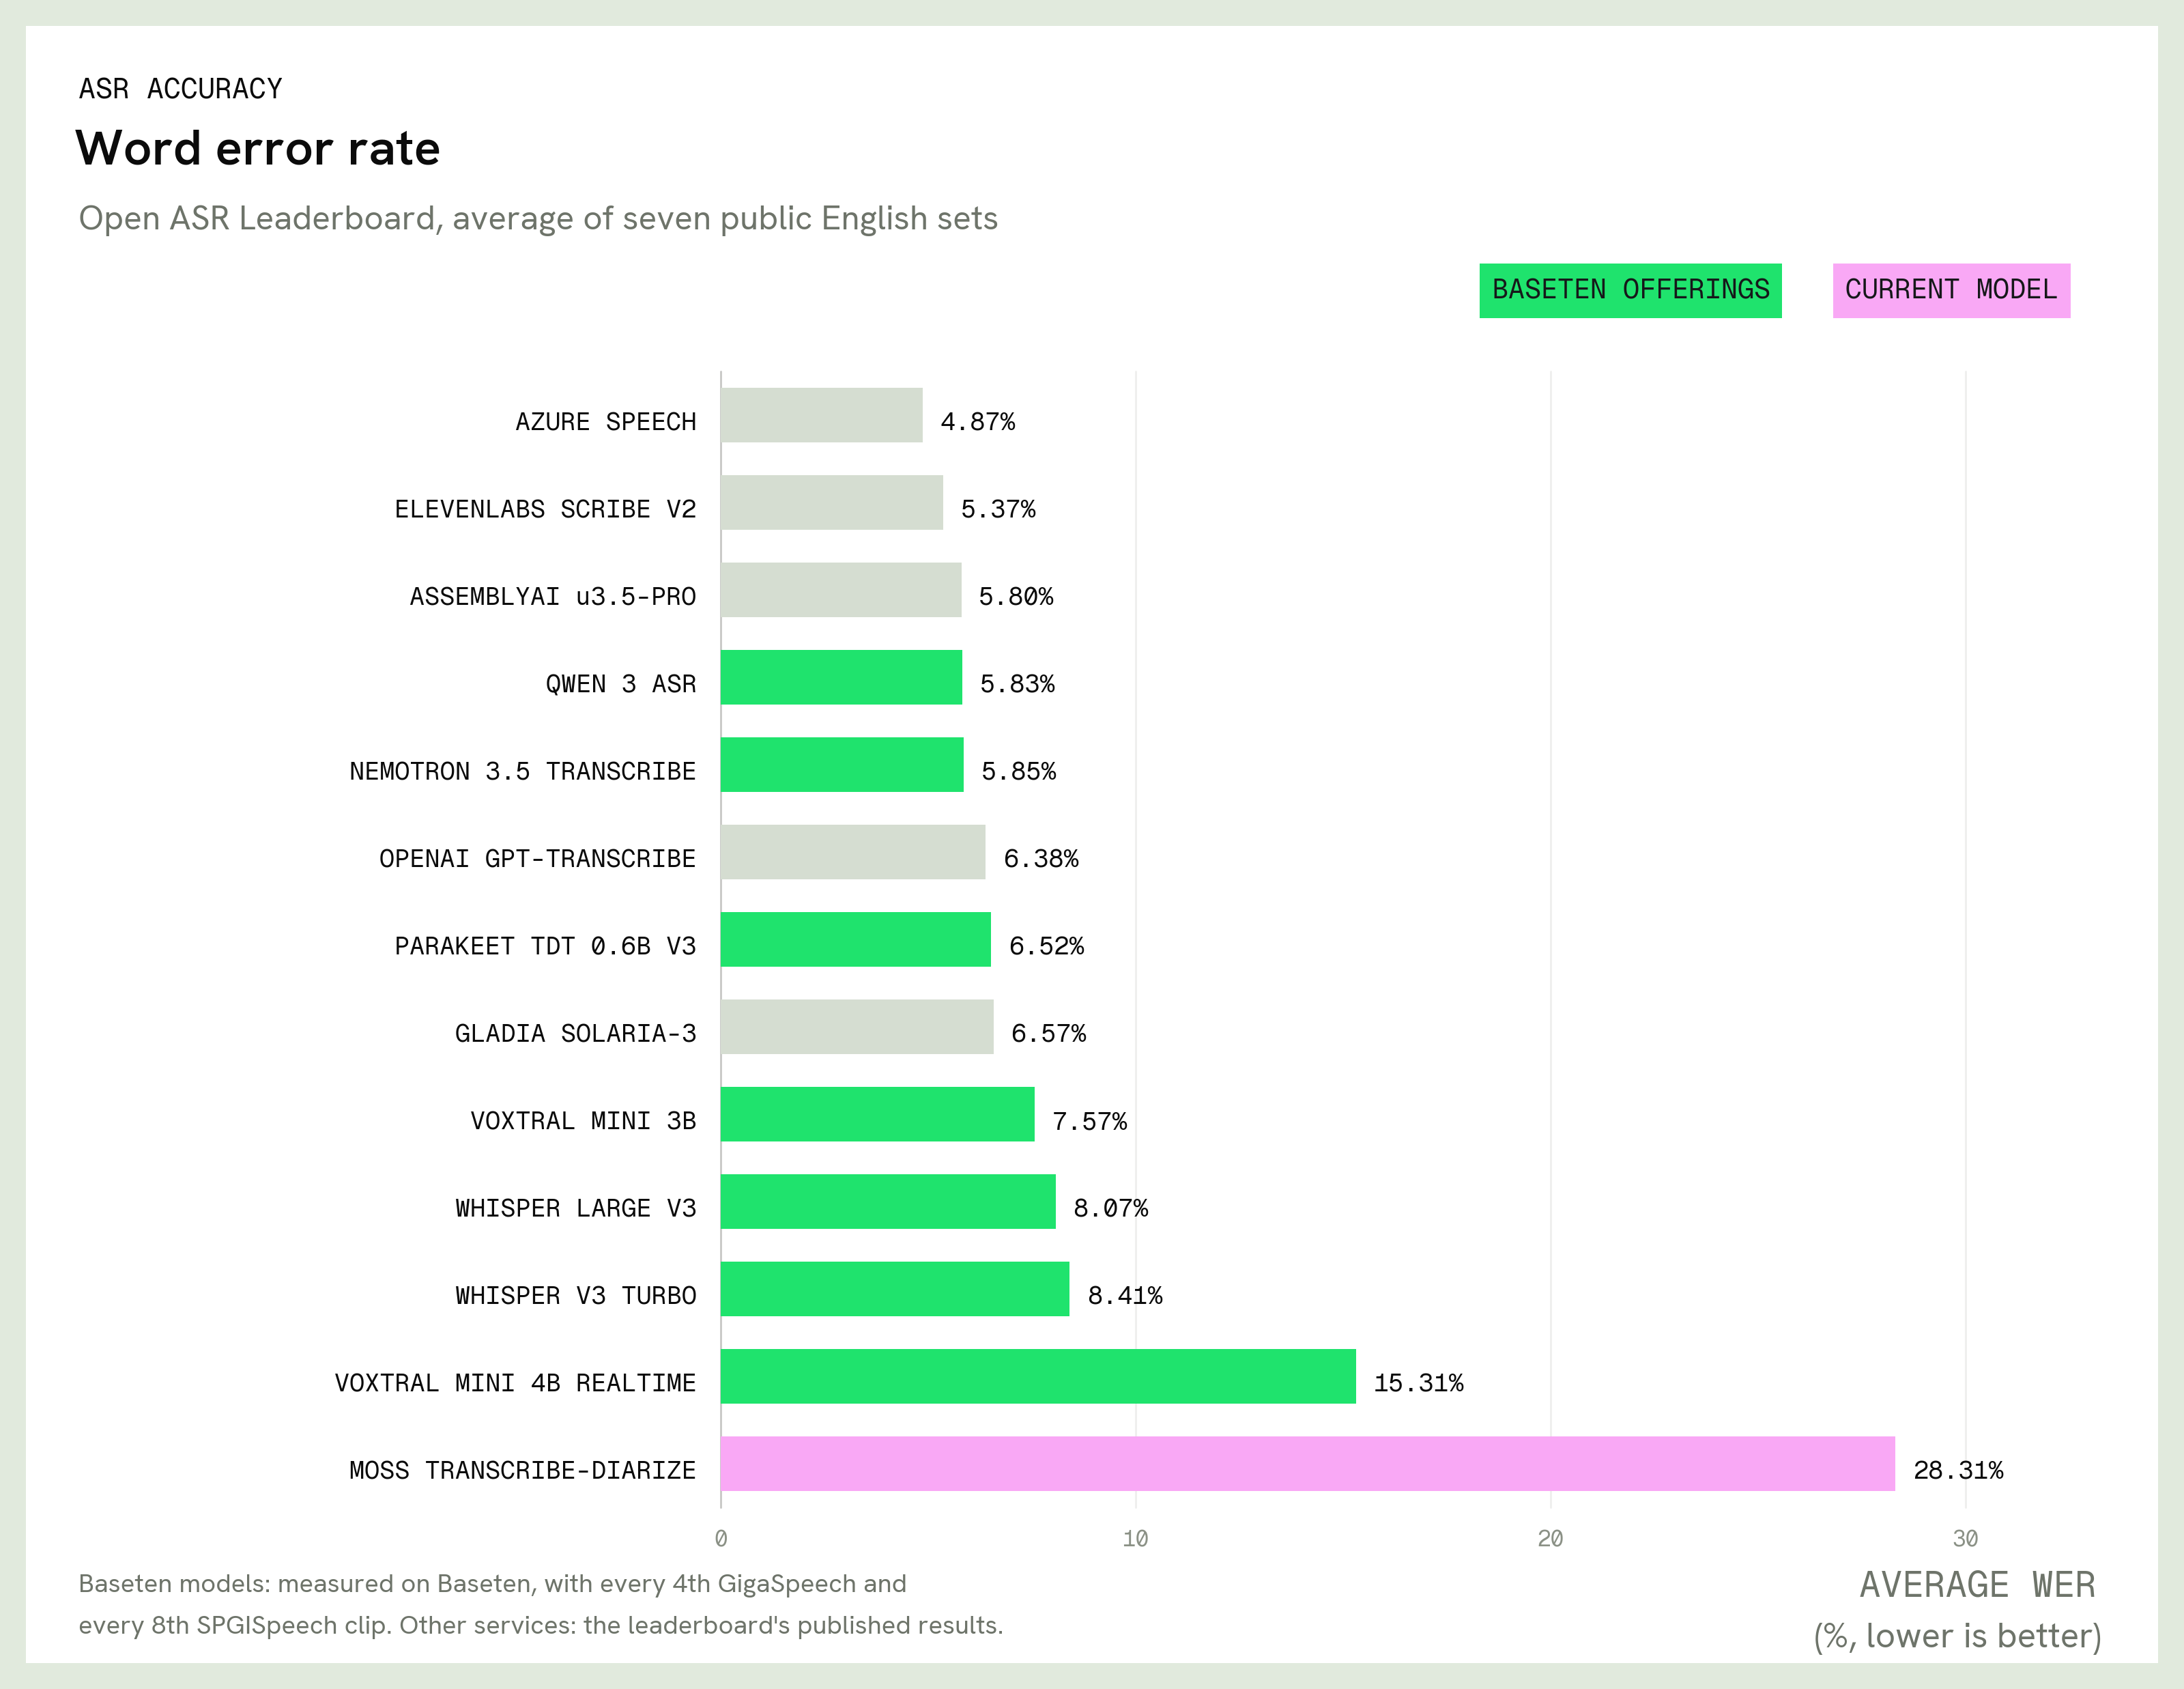 ASR ACCURACY
Word error rate
Open ASR Leaderboard, average of seven public English sets
BASETEN OFFERINGS CURRENT MODEL
AZURE SPEECH 4.87%
ELEVENLABS SCRIBE V2 5.37%
ASSEMBLYAI u3.5-PRO 5.80%
QWEN 3 ASR 5.83%
NEMOTRON 3.5 TRANSCRIBE 5.85%
OPENAI GPT-TRANSCRIBE 6.38%
PARAKEET TDT 0.6B V3 6.52%
GLADIA SOLARIA-3 6.57%
VOXTRAL MINI 3B 7.57%
WHISPER LARGE V3 8.07%
WHISPER V3 TURBO 8.41%
VOXTRAL MINI 4B REALTIME 15.31%
MOSS TRANSCRIBE-DIARIZE 28.31%
0 10 20 30
Baseten models: measured on Baseten, with every 4th GigaSpeech and
every 8th SPGISpeech clip. Other services: the leaderboard's published results.
AVERAGE WER
(%, lower is better)